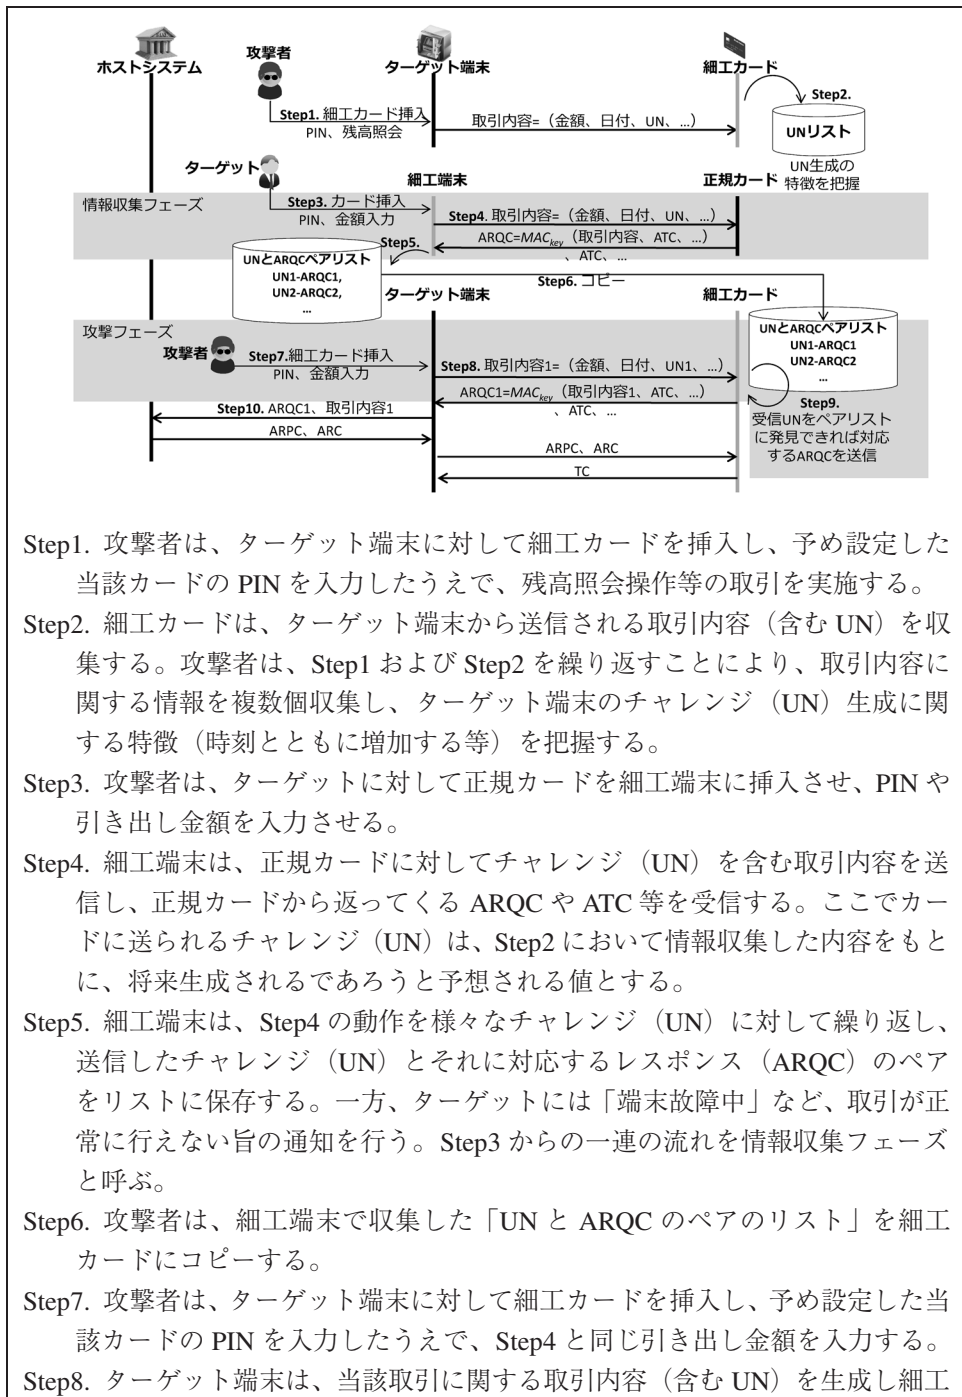 攻撃者
ホストシステム
ターゲット端末
細工カード
Step1. 細工カード挿入
PIN、残高照会
取引内容=（金額、日付、UN、…）
Step2.
UNリスト
UN生成の
特徴を把握
ターゲット
細工端末
正規カード
情報収集フェーズ
Step3. カード挿入
PIN、金額入力
Step4. 取引内容=（金額、日付、UN、…）
ARQC=MACkey（取引内容、ATC、…）
、ATC、…
Step5.
UNとARQCペアリスト
UN1-ARQC1,
UN2-ARQC2,
…
Step6. コピー
ターゲット端末
細工カード
攻撃フェーズ
攻撃者
Step7.細工カード挿入
PIN、金額入力
Step8. 取引内容1=（金額、日付、UN1、…）
ARQC1=MACkey（取引内容1、ATC、…）
、ATC、…
UNとARQCペアリスト
UN1-ARQC1
UN2-ARQC2
…
Step9.
受信UNをペアリスト
に発見できれば対応
するARQCを送信
Step10. ARQC1、取引内容1
ARPC、ARC
ARPC、ARC
TC
Step1. 攻撃者は、ターゲット端末に対して細工カードを挿入し、予め設定した
当該カードの PIN を入力したうえで、残高照会操作等の取引を実施する。
Step2. 細工カードは、ターゲット端末から送信される取引内容（含む UN）を収
集する。攻撃者は、Step1 および Step2 を繰り返すことにより、取引内容に
関する情報を複数個収集し、ターゲット端末のチャレンジ（UN）生成に関
する特徴（時刻とともに増加する等）を把握する。
Step3. 攻撃者は、ターゲットに対して正規カードを細工端末に挿入させ、PIN や
引き出し金額を入力させる。
Step4. 細工端末は、正規カードに対してチャレンジ（UN）を含む取引内容を送
信し、正規カードから返ってくる ARQC や ATC 等を受信する。ここでカー
ドに送られるチャレンジ（UN）は、Step2 において情報収集した内容をもと
に、将来生成されるであろうと予想される値とする。
Step5. 細工端末は、Step4 の動作を様々なチャレンジ（UN）に対して繰り返し、
送信したチャレンジ（UN）とそれに対応するレスポンス（ARQC）のペア
をリストに保存する。一方、ターゲットには「端末故障中」など、取引が正
常に行えない旨の通知を行う。Step3 からの一連の流れを情報収集フェーズ
と呼ぶ。
Step6. 攻撃者は、細工端末で収集した「UN と ARQC のペアのリスト」を細工
カードにコピーする。
Step7. 攻撃者は、ターゲット端末に対して細工カードを挿入し、予め設定した当
該カードの PIN を入力したうえで、Step4 と同じ引き出し金額を入力する。
Step8. ターゲット端末は、当該取引に関する取引内容（含む UN）を生成し細工